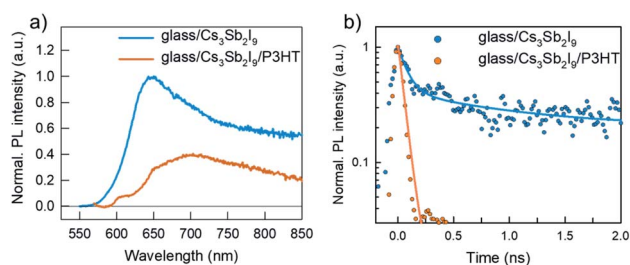 a)
glass/Cs₃Sb₂I₉
glass/Cs₃Sb₂I₉/P3HT
Normal. PL intensity (a.u.)
1.2
1.0
0.8
0.6
0.4
0.2
0.0
550 600 650 700 750 800 850
Wavelength (nm)
b)
glass/Cs₃Sb₂I₉
glass/Cs₃Sb₂I₉/P3HT
Normal. PL intensity (a.u.)
1
0.1
0.0 0.5 1.0 1.5 2.0
Time (ns)